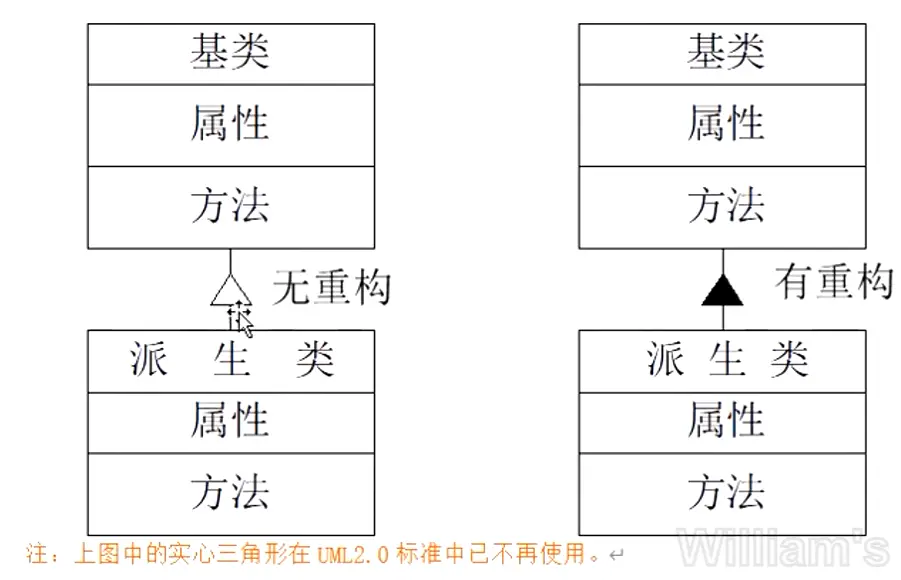 基类
属性
方法
无重构
派 生 类
属性
方法
基类
属性
方法
有重构
派 生 类
属性
方法
注：上图中的实心三角形在 UML2.0 标准中已不再使用。
William's